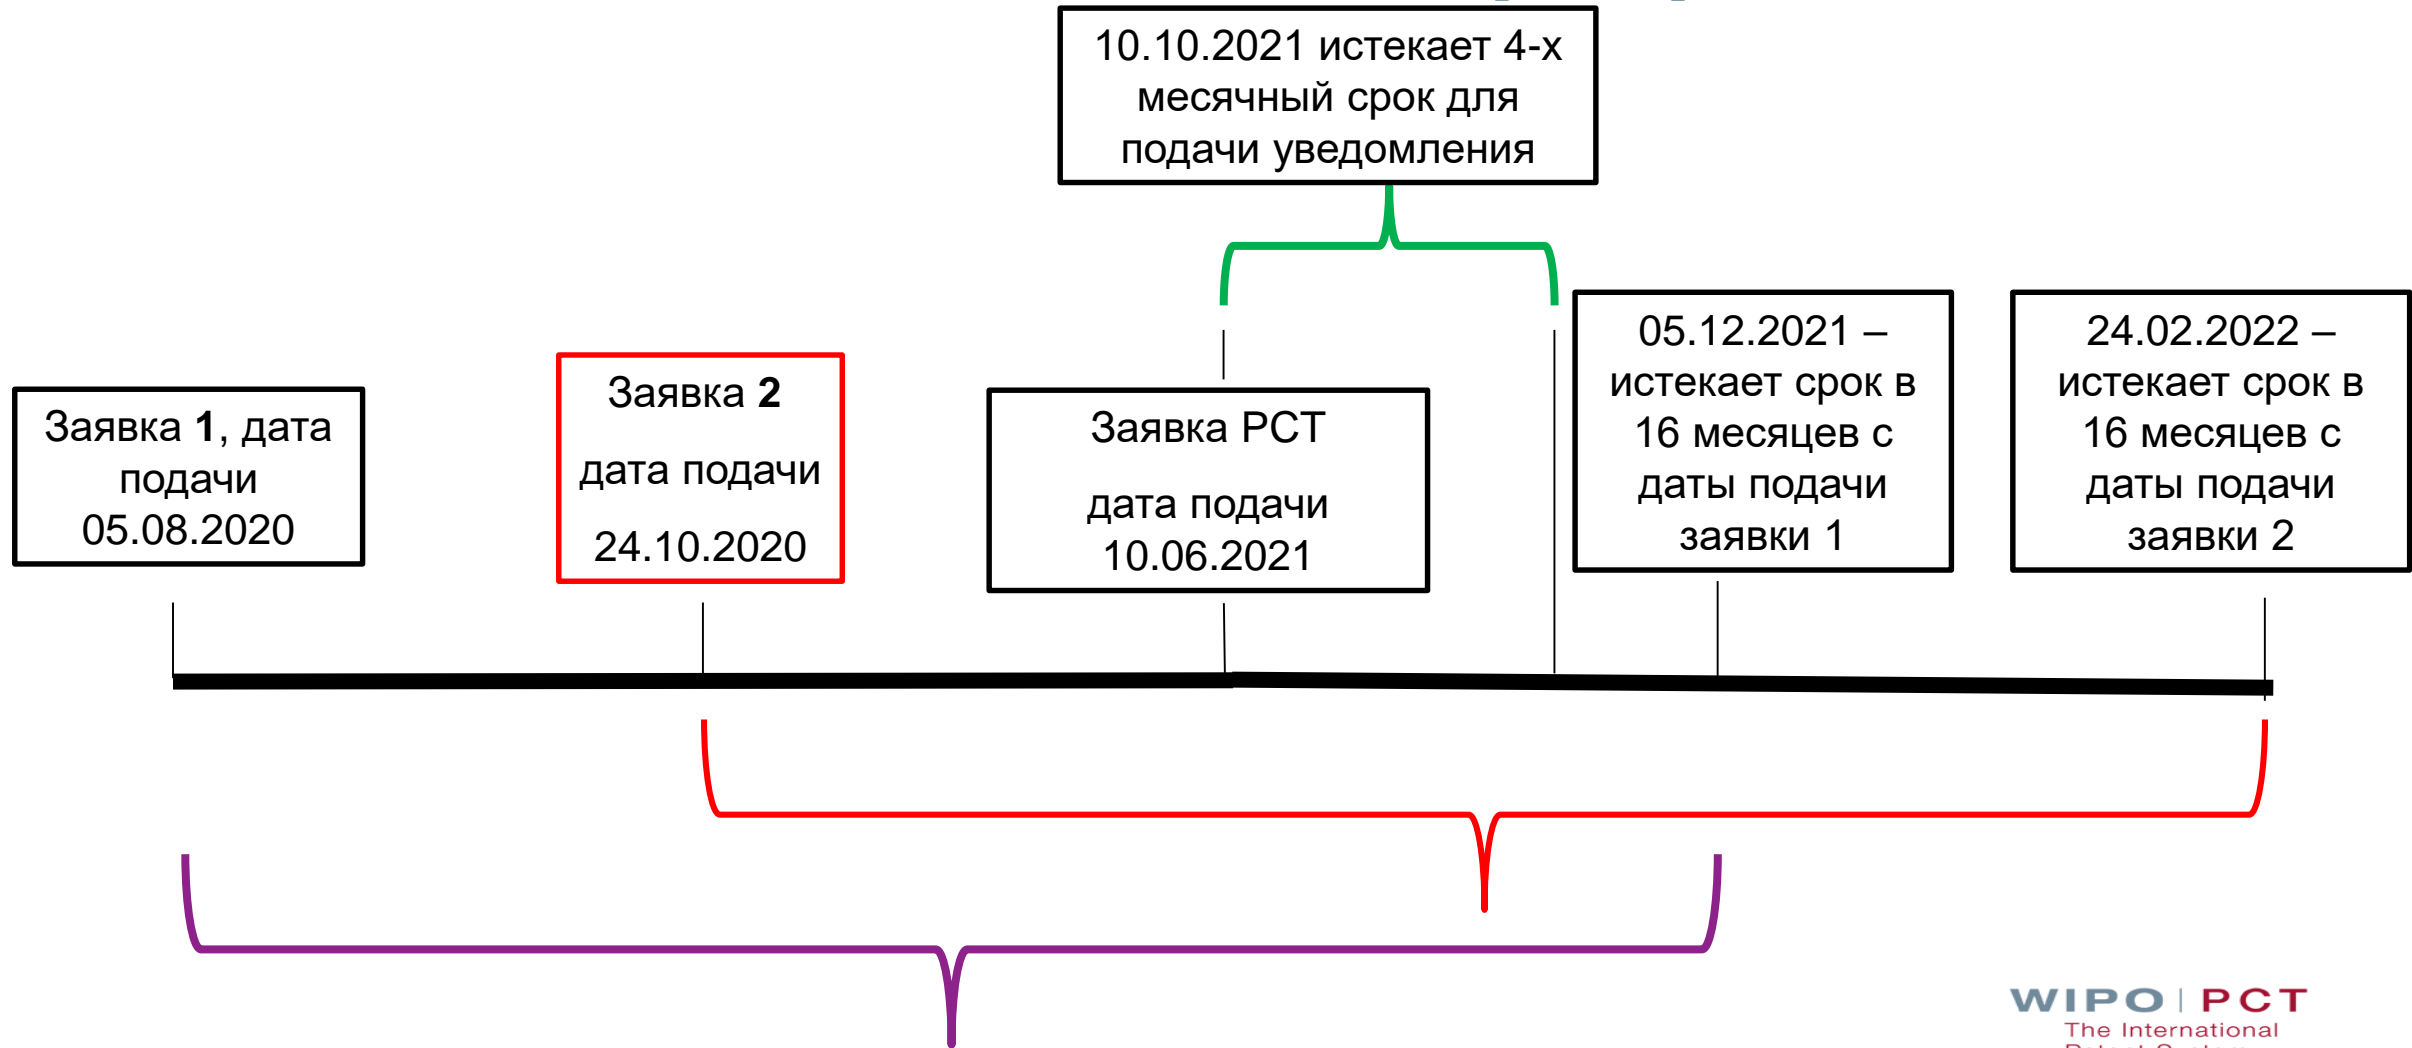 10.10.2021 истекает 4-х
месячный срок для
подачи уведомления
Заявка 1, дата
подачи
05.08.2020
Заявка 2
дата подачи
24.10.2020
Заявка PCT
дата подачи
10.06.2021
05.12.2021 –
истекает срок в
16 месяцев с
даты подачи
заявки 1
24.02.2022 –
истекает срок в
16 месяцев с
даты подачи
заявки 2
WIPO | PCT
The International